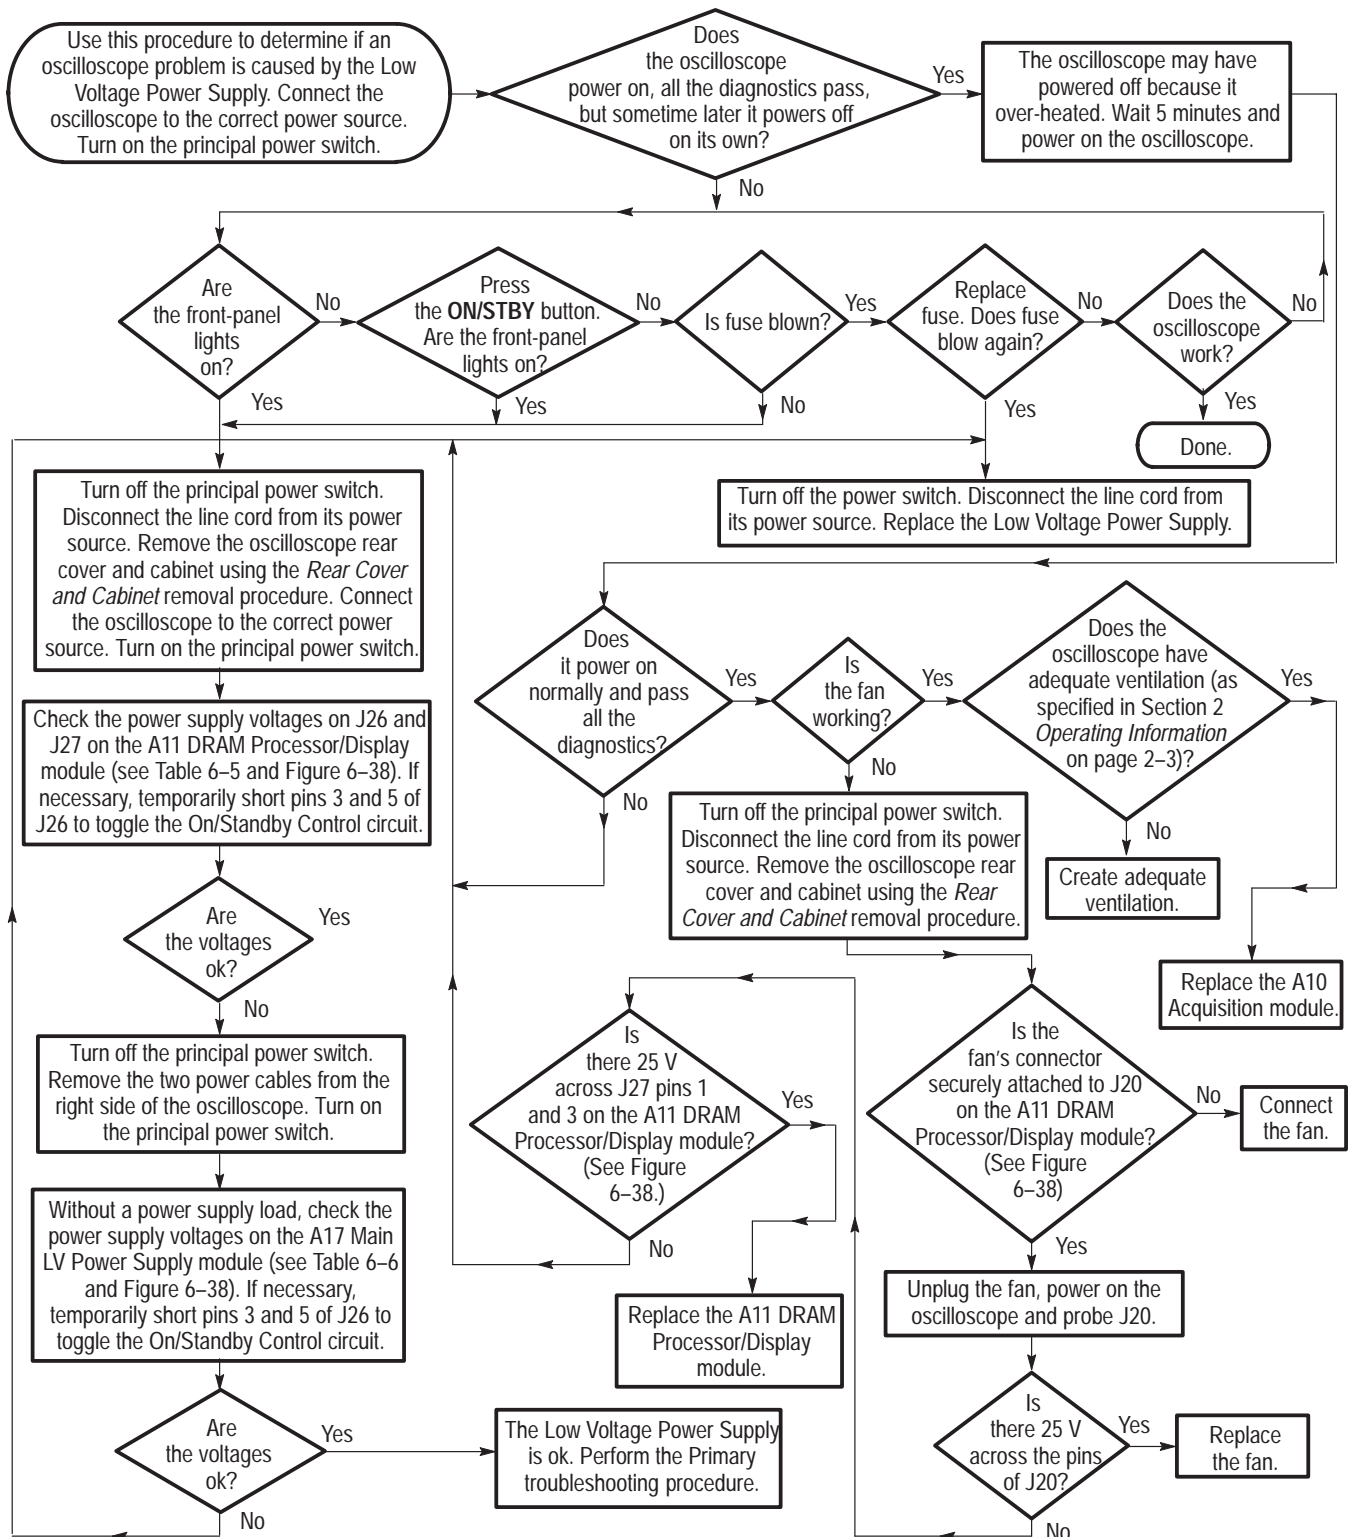 Use this procedure to determine if an
oscilloscope problem is caused by the Low
Voltage Power Supply. Connect the
oscilloscope to the correct power source.
Turn on the principal power switch.
Does
the oscilloscope
power on, all the diagnostics pass,
but sometime later it powers off
on its own?
Yes
The oscilloscope may have
powered off because it
over-heated. Wait 5 minutes and
power on the oscilloscope.
No
Are
the front-panel
lights
on?
No
Press
the ON/STBY button.
Are the front-panel
lights on?
No
Is fuse blown?
Yes
Replace
fuse. Does fuse
blow again?
No
Does the
oscilloscope
work?
No
Yes
Yes
No
Yes
Yes
Done.
Turn off the principal power switch.
Disconnect the line cord from its power
source. Remove the oscilloscope rear
cover and cabinet using the Rear Cover
and Cabinet removal procedure. Connect
the oscilloscope to the correct power
source. Turn on the principal power switch.
Turn off the power switch. Disconnect the line cord from
its power source. Replace the Low Voltage Power Supply.
Does
it power on
normally and pass
all the
diagnostics?
Yes
Is
the fan
working?
Yes
Does the
oscilloscope have
adequate ventilation (as
specified in Section 2
Operating Information
on page 2–3)?
Yes
No
No
No
Check the power supply voltages on J26 and
J27 on the A11 DRAM Processor/Display
module (see Table 6–5 and Figure 6–38). If
necessary, temporarily short pins 3 and 5 of
J26 to toggle the On/Standby Control circuit.
Turn off the principal power switch.
Disconnect the line cord from its power
source. Remove the oscilloscope rear
cover and cabinet using the Rear
Cover and Cabinet removal procedure.
Create adequate
ventilation.
Are
the voltages
ok?
Yes
No
Replace the A10
Acquisition module.
Turn off the principal power switch.
Remove the two power cables from the
right side of the oscilloscope. Turn on
the principal power switch.
Is
there 25 V
across J27 pins 1
and 3 on the A11 DRAM
Processor/Display module?
(See Figure
6–38.)
Yes
No
Is the
fan's connector
securely attached to J20
on the A11 DRAM
Processor/Display module?
(See Figure
6–38)
No
Connect
the fan.
Yes
Without a power supply load, check the
power supply voltages on the A17 Main
LV Power Supply module (see Table 6–6
and Figure 6–38). If necessary,
temporarily short pins 3 and 5 of J26 to
toggle the On/Standby Control circuit.
Replace the A11 DRAM
Processor/Display
module.
Unplug the fan, power on the
oscilloscope and probe J20.
Are
the voltages
ok?
Yes
The Low Voltage Power Supply
is ok. Perform the Primary
troubleshooting procedure.
No
Is
there 25 V
across the pins
of J20?
Yes
Replace
the fan.
No